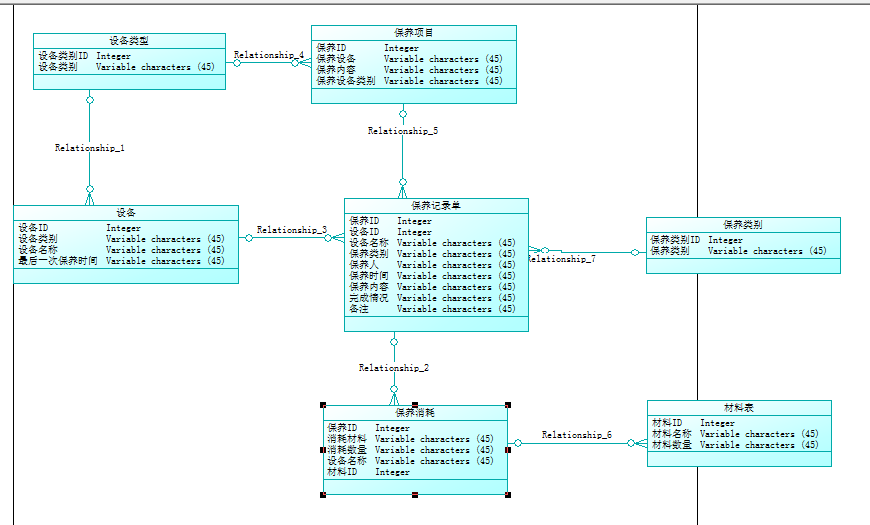 设备类型
设备类别ID Integer
设备类别 Variable characters (45)
Relationship_4
保养项目
保养ID Integer
保养设备 Variable characters (45)
保养内容 Variable characters (45)
保养设备类别 Variable characters (45)
Relationship_1
Relationship_5
设备
设备ID Integer
设备类别 Variable characters (45)
设备名称 Variable characters (45)
最后一次保养时间 Variable characters (45)
Relationship_3
保养记录单
保养ID Integer
设备ID Integer
设备名称 Variable characters (45)
保养类别 Variable characters (45)
保养人 Variable characters (45)
保养时间 Variable characters (45)
保养内容 Variable characters (45)
完成情况 Variable characters (45)
备注 Variable characters (45)
Relationship_7
保养类别
保养类别ID Integer
保养类别 Variable characters (45)
Relationship_2
保养消耗
保养ID Integer
消耗材料 Variable characters (45)
消耗数量 Variable characters (45)
设备名称 Variable characters (45)
材料ID Integer
Relationship_6
材料表
材料ID Integer
材料名称 Variable characters (45)
材料数量 Variable characters (45)